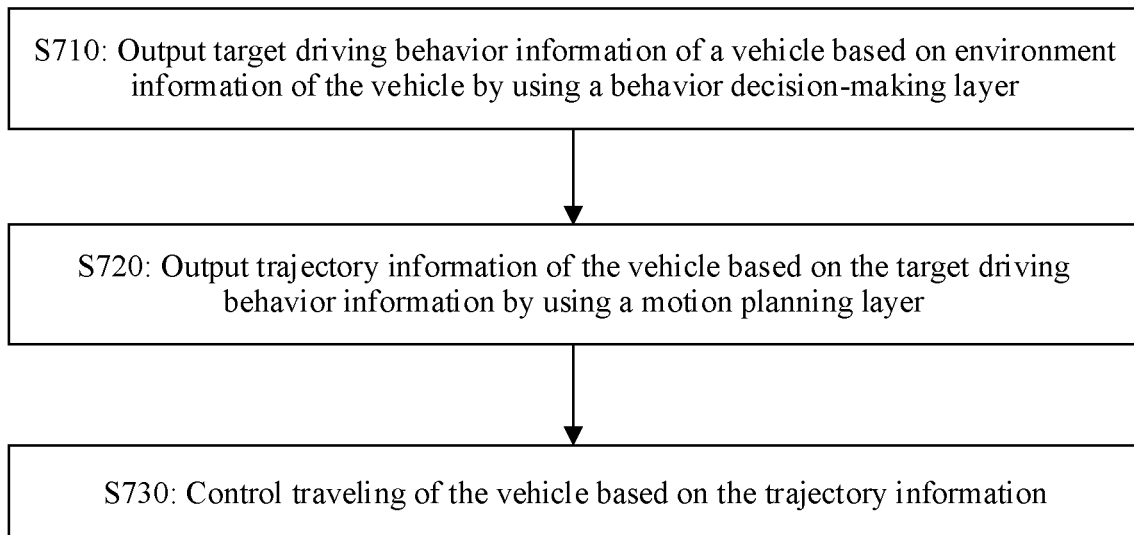 S710: Output target driving behavior information of a vehicle based on environment
information of the vehicle by using a behavior decision-making layer
S720: Output trajectory information of the vehicle based on the target driving
behavior information by using a motion planning layer
S730: Control traveling of the vehicle based on the trajectory information